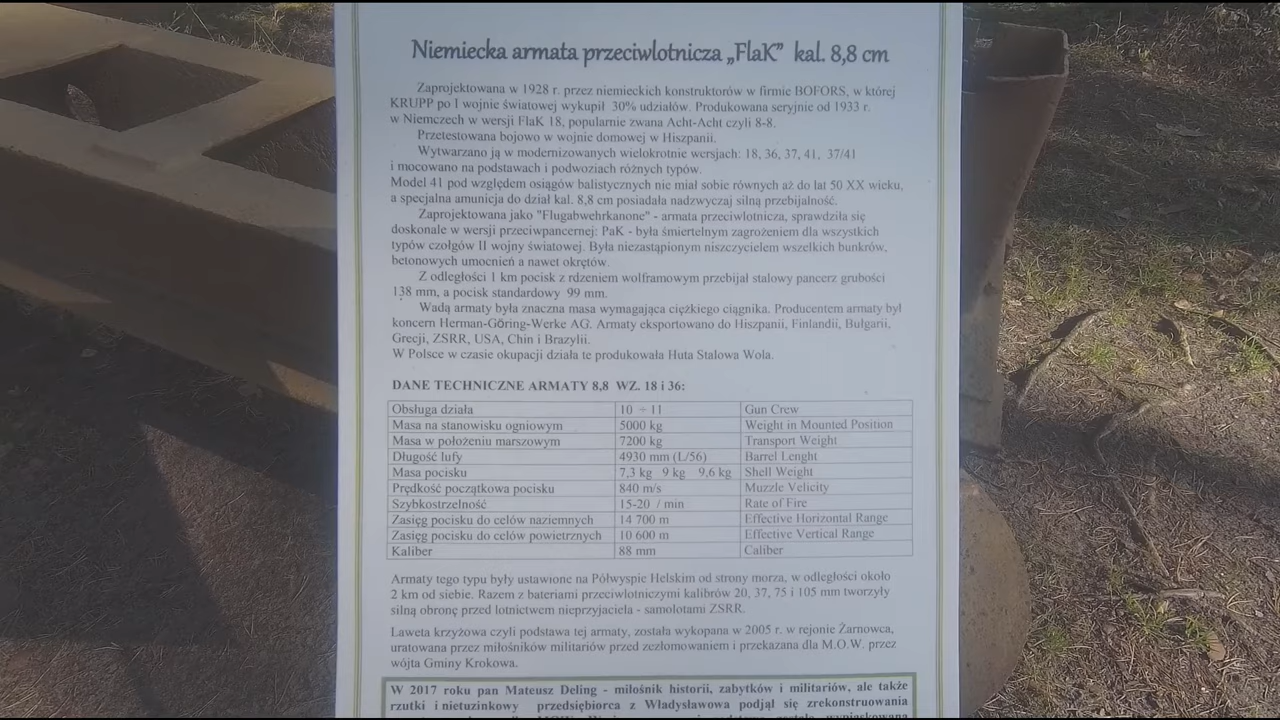 Niemiecka armata przeciwlotnicza „FlaK” kal. 8,8 cm
Zaprojektowana w 1928 r. przez niemieckich konstruktorów w firmie BOFORS, w której
KRUPP po I wojnie światowej wykupił 30% udziałów. Produkowana seryjnie od 1933 r.
w Niemczech w wersji FlaK 18, popularnie zwana Acht-Acht czyli 8-8.
Przetestowana bojowo w wojnie domowej w Hiszpanii.
Wytwarzano ją w modernizowanych wielokrotnie wersjach: 18, 36, 37, 41, 37/41
i mocowano na podstawach i podwoziach różnych typów.
Model 41 pod względem osiągów balistycznych nie miał sobie równych aż do lat 50 XX wieku,
a specjalna amunicja do dział kal. 8,8 cm posiadała nadzwyczaj silną przebijalność.
Zaprojektowana jako "Flugabwehrkanone" - armata przeciwlotnicza, sprawdziła się
doskonale w wersji przeciwpancernej: PaK - była śmiertelnym zagrożeniem dla wszystkich
typów czołgów II wojny światowej. Była niezastąpionym niszczycielem wszelkich bunkrów,
betonowych umocnień a nawet okrętów.
Z odległości 1 km pocisk z rdzeniem wolframowym przebijał stalowy pancerz grubości
138 mm, a pocisk standardowy 99 mm.
Wadą armaty była znaczna masa wymagająca ciężkiego ciągnika. Producentem armaty był
koncern Herman-Göring-Werke AG. Armaty eksportowano do Hiszpanii, Finlandii, Bułgarii,
Grecji, ZSRR, USA, Chin i Brazylii.
W Polsce w czasie okupacji działa te produkowała Huta Stalowa Wola.
DANE TECHNICZNE ARMATY 8,8 WZ. 18 i 36:
Obsługa działa 10 ÷ 11 Gun Crew
Masa na stanowisku ogniowym 5000 kg Weight in Mounted Position
Masa w położeniu marszowym 7200 kg Transport Weight
Długość lufy 4930 mm (L/56) Barrel Lenght
Masa pocisku 7,3 kg 9 kg 9,6 kg Shell Weight
Prędkość początkowa pocisku 840 m/s Muzzle Velicity
Szybkostrzelność 15-20 / min Rate of Fire
Zasięg pocisku do celów naziemnych 14 700 m Effective Horizontal Range
Zasięg pocisku do celów powietrznych 10 600 m Effective Vertical Range
Kaliber 88 mm Caliber
Armaty tego typu były ustawione na Półwyspie Helskim od strony morza, w odległości około
2 km od siebie. Razem z bateriami przeciwlotniczymi kalibrów 20, 37, 75 i 105 mm tworzyły
silną obronę przed lotnictwem nieprzyjaciela - samolotami ZSRR.
Laweta krzyżowa czyli podstawa tej armaty, została wykopana w 2005 r. w rejonie Żarnowca,
uratowana przez miłośników militariów przed zezłomowaniem i przekazana dla M.O.W. przez
wójta Gminy Krokowa.
W 2017 roku pan Mateusz Deling - miłośnik historii, zabytków i militariów, ale także
rzutki i nietuzinkowy przedsiębiorca z Władysławowa podjął się zrekonstruowania